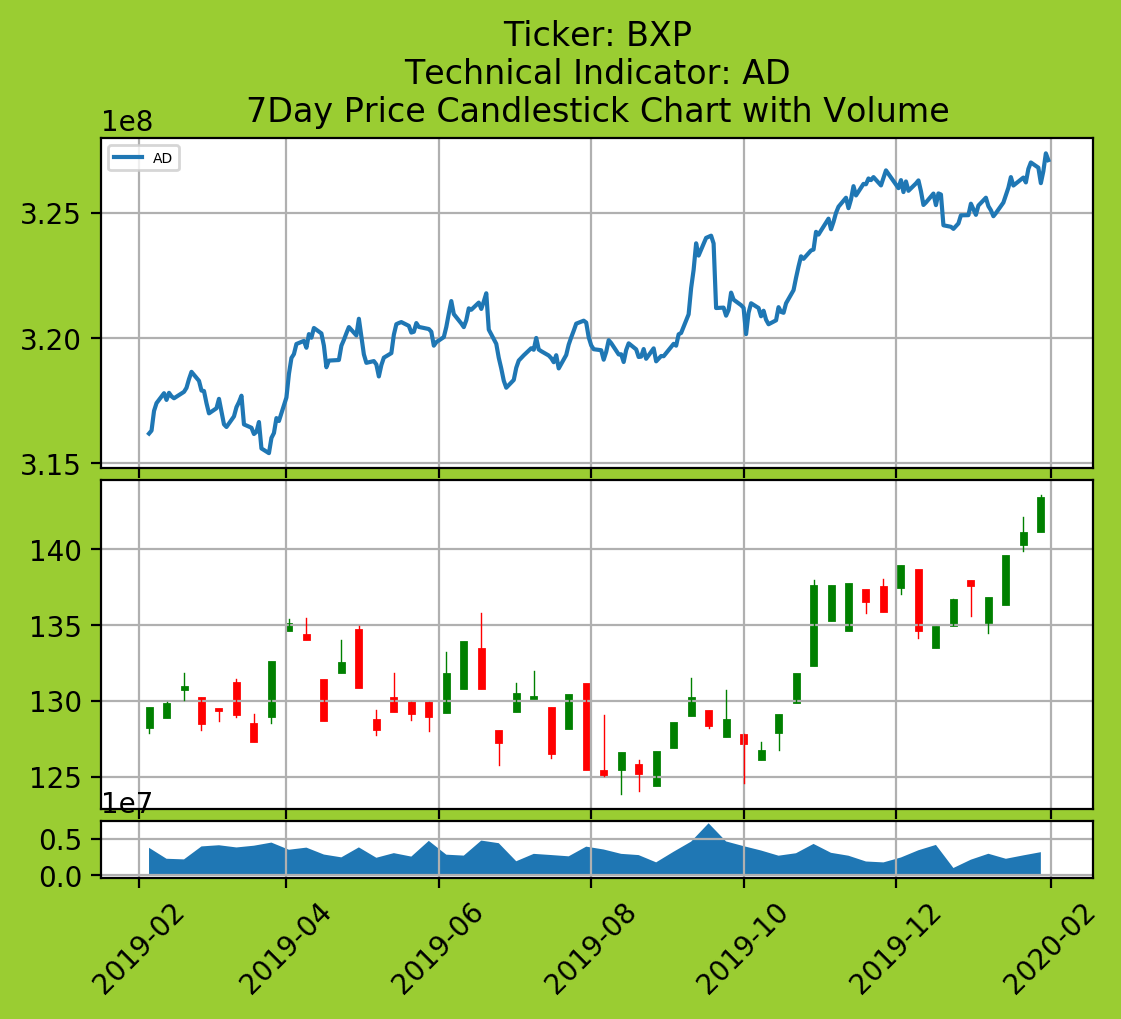 Ticker: BXP
Technical Indicator: AD
7Day Price Candlestick Chart with Volume
1e8
AD
3.25
3.20
3.15
140
135
130
125
1e7
0.5
0.0
2019-02
2019-04
2019-06
2019-08
2019-10
2019-12
2020-02